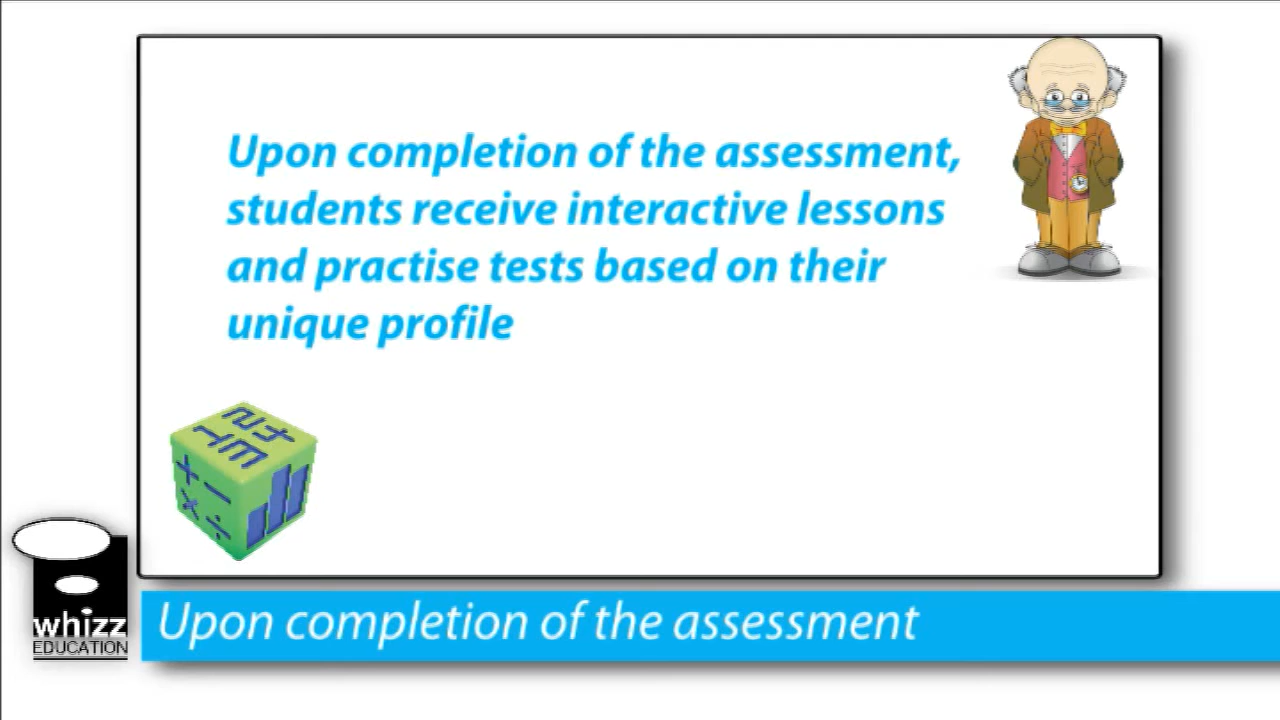 Upon completion of the assessment,
students receive interactive lessons
and practise tests based on their
unique profile
whizz
EDUCATION
Upon completion of the assessment